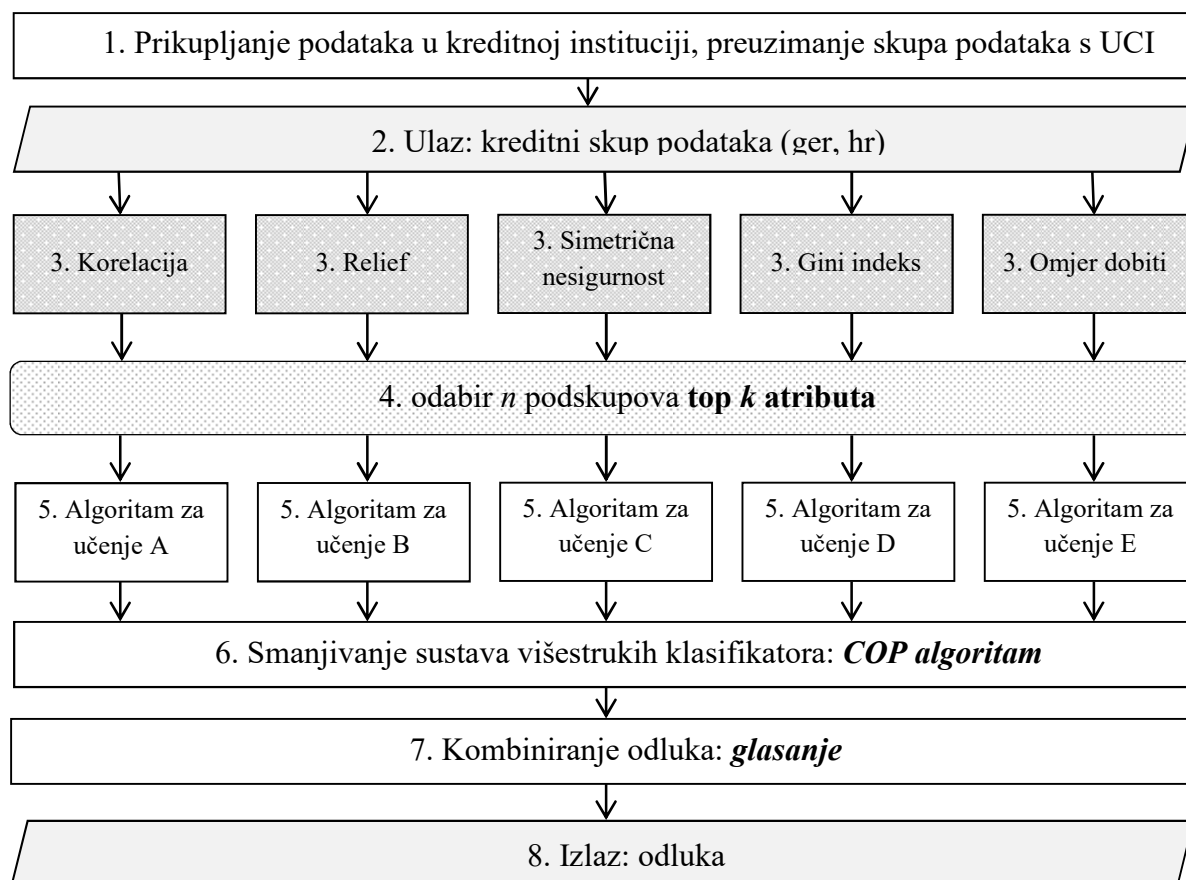 1. Prikupljanje podataka u kreditnoj instituciji, preuzimanje skupa podataka s UCI
2. Ulaz: kreditni skup podataka (ger, hr)
3. Korelacija
3. Relief
3. Simetrična
nesigurnost
3. Gini indeks
3. Omjer dobiti
4. odabir n podskupova top k atributa
5. Algoritam za
učenje A
5. Algoritam za
učenje B
5. Algoritam za
učenje C
5. Algoritam za
učenje D
5. Algoritam za
učenje E
6. Smanjivanje sustava višestrukih klasifikatora: COP algoritam
7. Kombiniranje odluka: glasanje
8. Izlaz: odluka